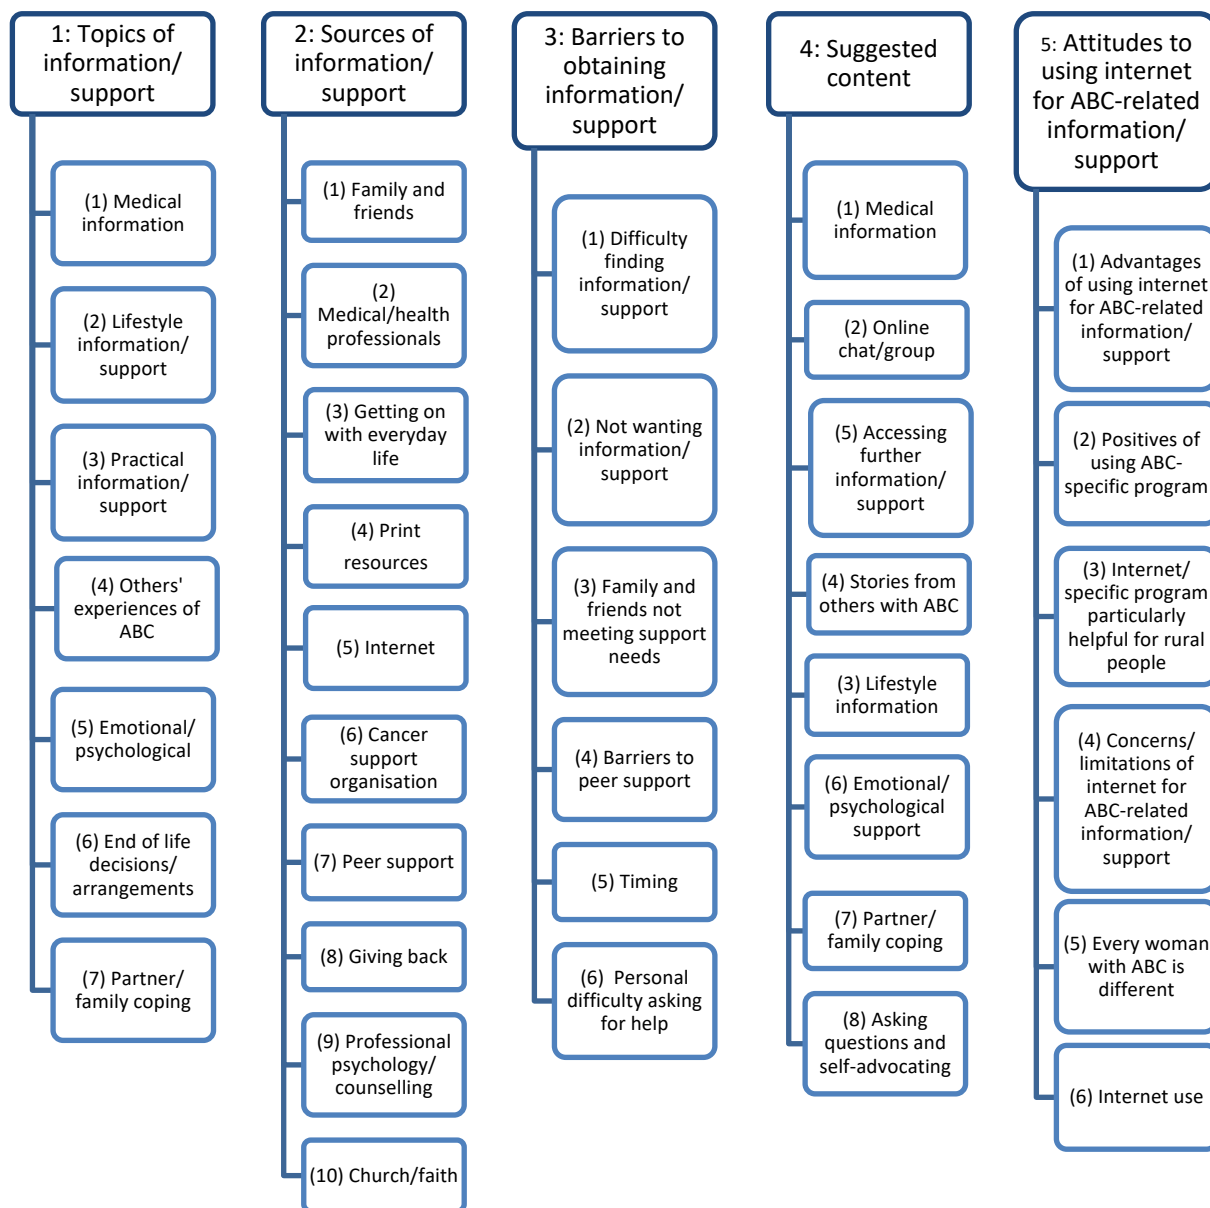 1: Topics of
information/
support
(1) Medical
information
(2) Lifestyle
information/
support
(3) Practical
information/
support
(4) Others'
experiences of
ABC
(5) Emotional/
psychological
(6) End of life
decisions/
arrangements
(7) Partner/
family coping
2: Sources of
information/
support
(1) Family and
friends
(2)
Medical/health
professionals
(3) Getting on
with everyday
life
(4) Print
resources
(5) Internet
(6) Cancer
support
organisation
(7) Peer support
(8) Giving back
(9) Professional
psychology/
counselling
(10) Church/faith
3: Barriers to
obtaining
information/
support
(1) Difficulty
finding
information/
support
(2) Not wanting
information/
support
(3) Family and
friends not
meeting support
needs
(4) Barriers to
peer support
(5) Timing
(6) Personal
difficulty asking
for help
4: Suggested
content
(1) Medical
information
(2) Online
chat/group
(5) Accessing
further
information/
support
(4) Stories from
others with ABC
(3) Lifestyle
information
(6) Emotional/
psychological
support
(7) Partner/
family coping
(8) Asking
questions and
self-advocating
5: Attitudes to
using internet
for ABC-related
information/
support
(1) Advantages
of using internet
for ABC-related
information/
support
(2) Positives of
using ABC-
specific program
(3) Internet/
specific program
particularly
helpful for rural
people
(4) Concerns/
limitations of
internet for
ABC-related
information/
support
(5) Every woman
with ABC is
different
(6) Internet use